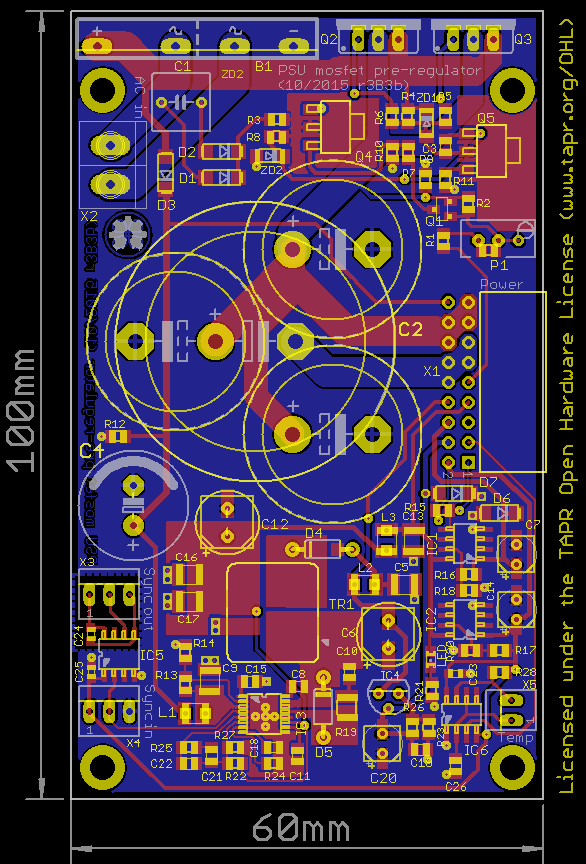 Q2
Q3
C1
ZD2
B1
PSU mosfet pre-regulator
(10/2015 r3B3b)
AC in
R4
ZD1
R5
R6
R3
R8
Q5
D2
ZD2
Q4
R10
C3
R9
D1
R7
R11
D3
X2
R2
Q1
R1
P1
Power
C2
X1
R12
C4
D7
D6
R15
C12
L3
C13
C7
IC1
D4
X3
C16
L2
C5
R16
R18
C14
Syncout
C17
TR1
C6
IC2
C24
R14
IC5
C9
C10
LED
R17
C25
R13
C15
C8
IC4
R28
R21
X5
Syncin
L1
IC3
R19
R26
X4
D5
Temp
R25
R27
C18
R23
IC6
C22
C21
R22
R24
C11
C20
C19
C26
100mm
60mm
Licensed under the TAPR Open Hardware License (www.tapr.org/OHL)